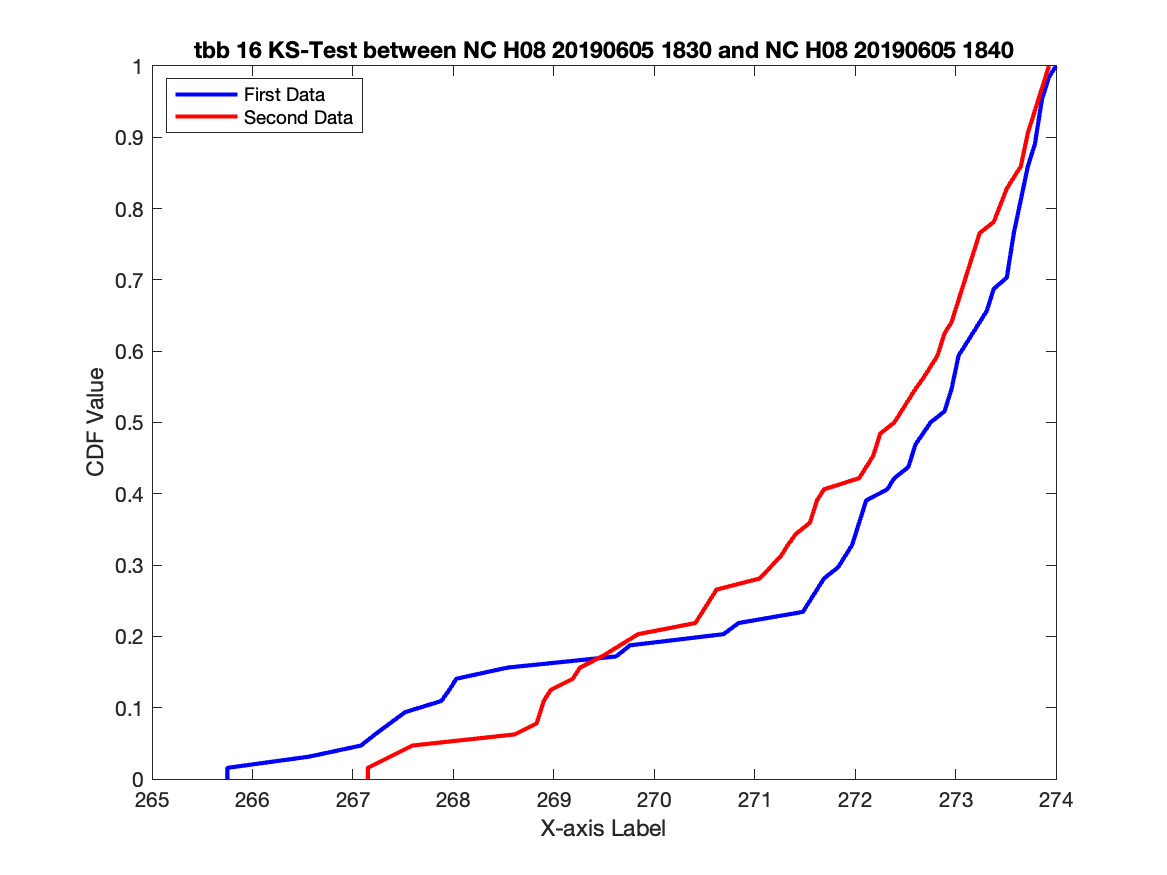 tbb 16 KS-Test between NC H08 20190605 1830 and NC H08 20190605 1840
First Data
Second Data
1
0.9
0.8
0.7
0.6
0.5
0.4
0.3
0.2
0.1
0
CDF Value
265 266 267 268 269 270 271 272 273 274
X-axis Label